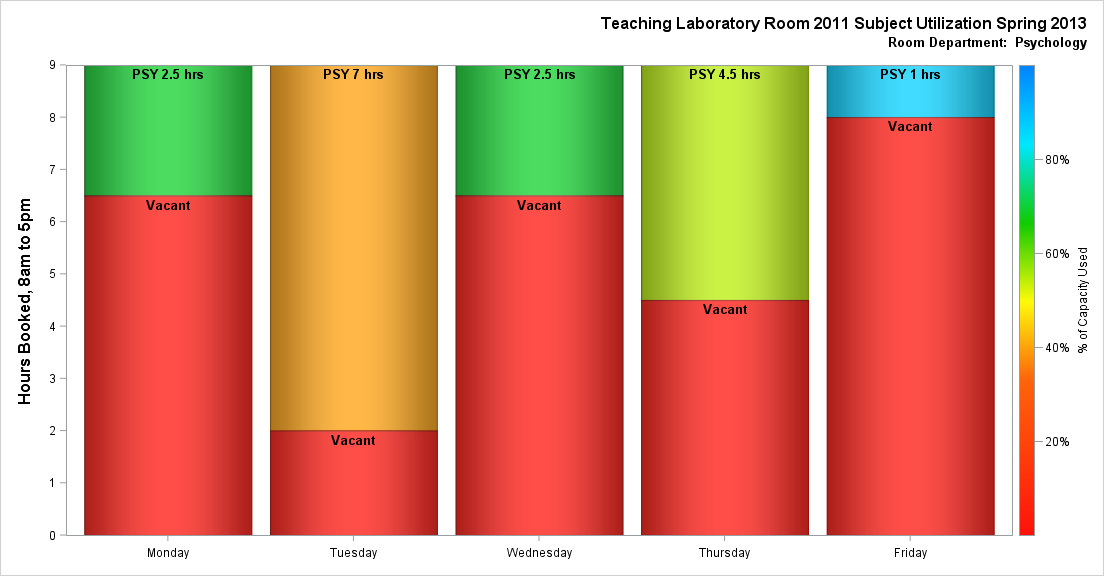 Teaching Laboratory Room 2011 Subject Utilization Spring 2013
Room Department:  Psychology
Hours Booked, 8am to 5pm
9
8
7
6
5
4
3
2
1
0
PSY 2.5 hrs
Vacant
PSY 7 hrs
Vacant
PSY 2.5 hrs
Vacant
PSY 4.5 hrs
Vacant
PSY 1 hrs
Vacant
Monday
Tuesday
Wednesday
Thursday
Friday
80%
60%
40%
20%
% of Capacity Used